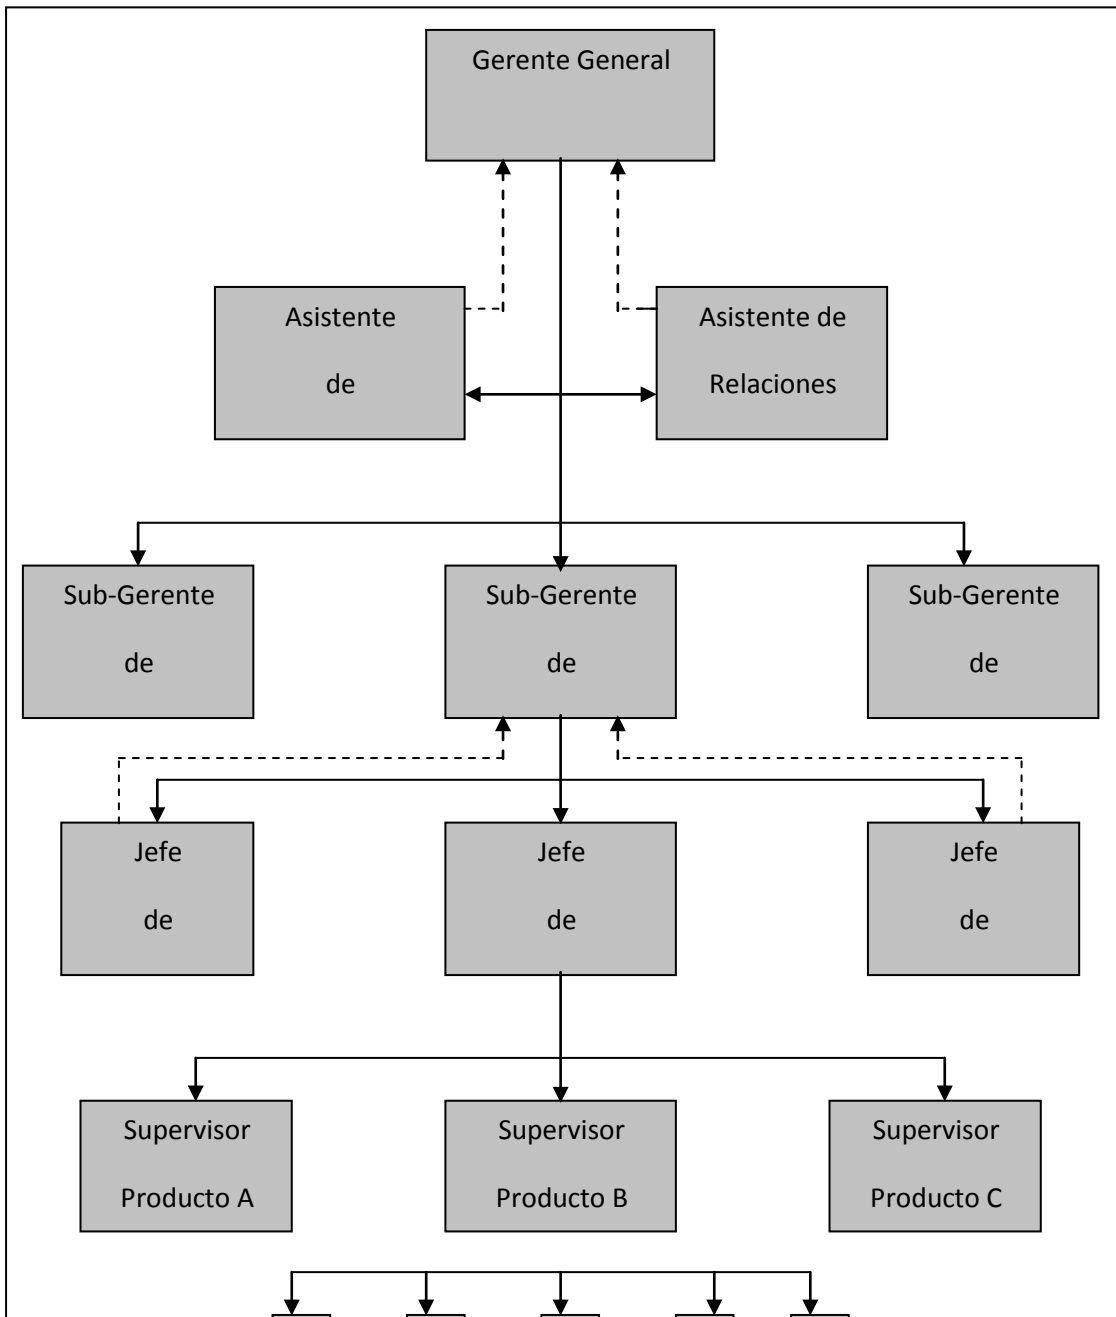 Gerente General
Asistente
de
Asistente de
Relaciones
Sub-Gerente
de
Sub-Gerente
de
Sub-Gerente
de
Jefe
de
Jefe
de
Jefe
de
Supervisor
Producto A
Supervisor
Producto B
Supervisor
Producto C